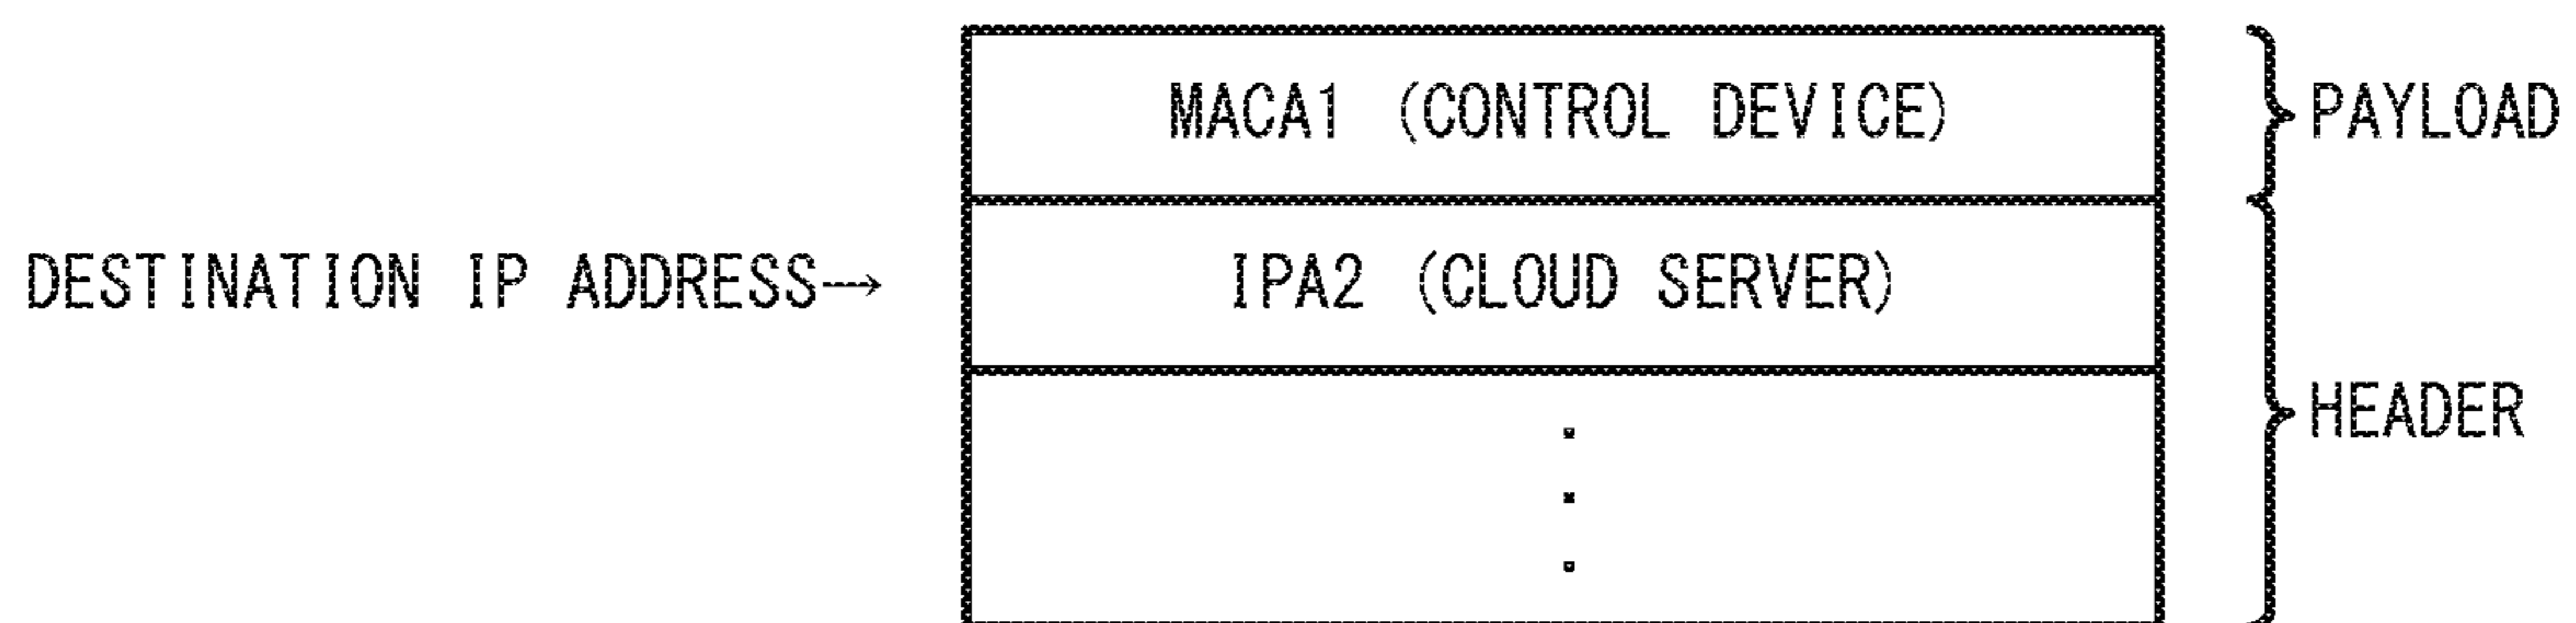 MACA1 (CONTROL DEVICE)
PAYLOAD
DESTINATION IP ADDRESS→
IPA2 (CLOUD SERVER)
HEADER